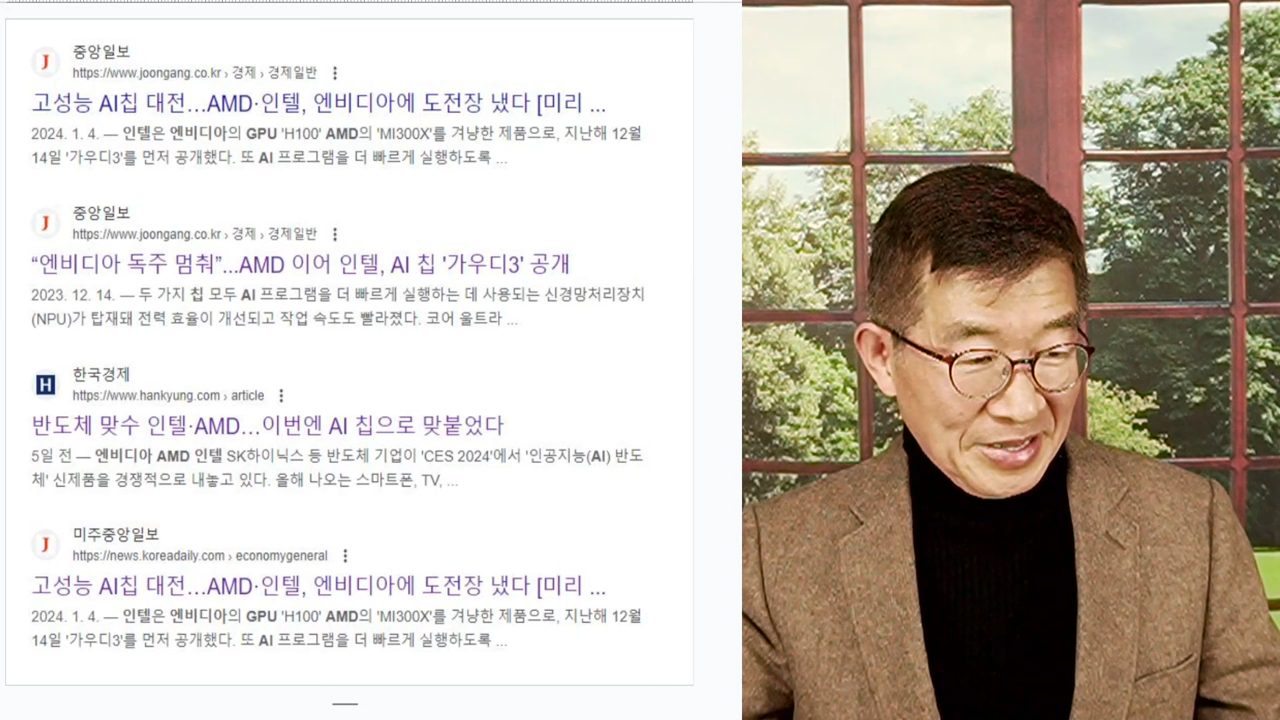 J
중앙일보
https://www.joongang.co.kr › 경제 › 경제일반
고성능 AI칩 대전...AMD·인텔, 엔비디아에 도전장 냈다 [미리 ...
2024. 1. 4. — 인텔은 엔비디아의 GPU 'H100' AMD의 'MI300X'를 겨냥한 제품으로, 지난해 12월
14일 '가우디3'를 먼저 공개했다. 또 AI 프로그램을 더 빠르게 실행하도록 ...
J
중앙일보
https://www.joongang.co.kr › 경제 › 경제일반
“엔비디아 독주 멈춰”...AMD 이어 인텔, AI 칩 '가우디3' 공개
2023. 12. 14. — 두 가지 칩 모두 AI 프로그램을 더 빠르게 실행하는 데 사용되는 신경망처리장치
(NPU)가 탑재돼 전력 효율이 개선되고 작업 속도도 빨라졌다. 코어 울트라 ...
H
한국경제
https://www.hankyung.com › article
반도체 맞수 인텔·AMD…이번엔 AI 칩으로 맞붙었다
5일 전 — 엔비디아 AMD 인텔 SK하이닉스 등 반도체 기업이 'CES 2024'에서 '인공지능(AI) 반도
체' 신제품을 경쟁적으로 내놓고 있다. 올해 나오는 스마트폰, TV, ...
J
미주중앙일보
https://news.koreadaily.com › economygeneral
고성능 AI칩 대전...AMD·인텔, 엔비디아에 도전장 냈다 [미리 ...
2024. 1. 4. — 인텔은 엔비디아의 GPU 'H100' AMD의 'MI300X'를 겨냥한 제품으로, 지난해 12월
14일 '가우디3'를 먼저 공개했다. 또 AI 프로그램을 더 빠르게 실행하도록 ...